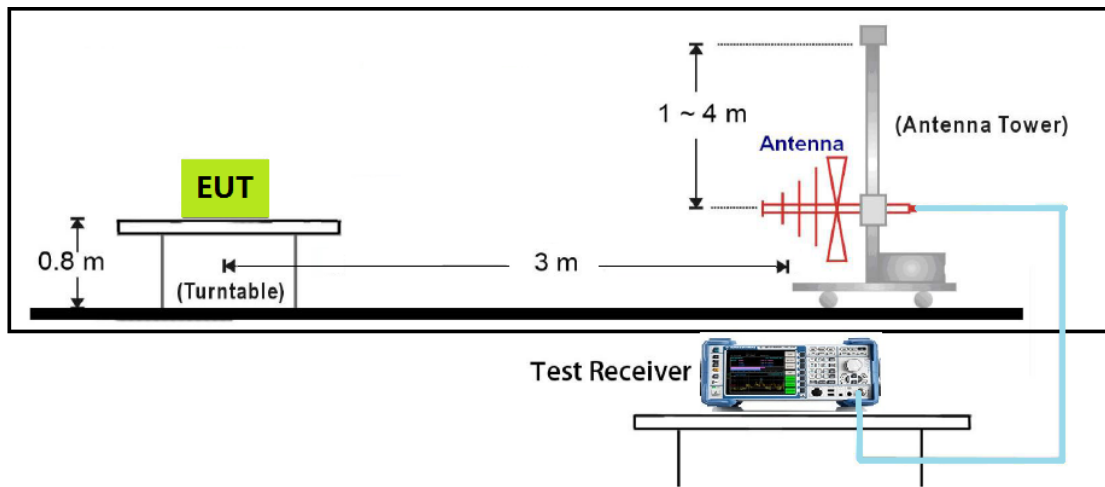 1 ~ 4 m
(Antenna Tower)
Antenna
EUT
0.8 m
3 m
(Turntable)
Test Receiver